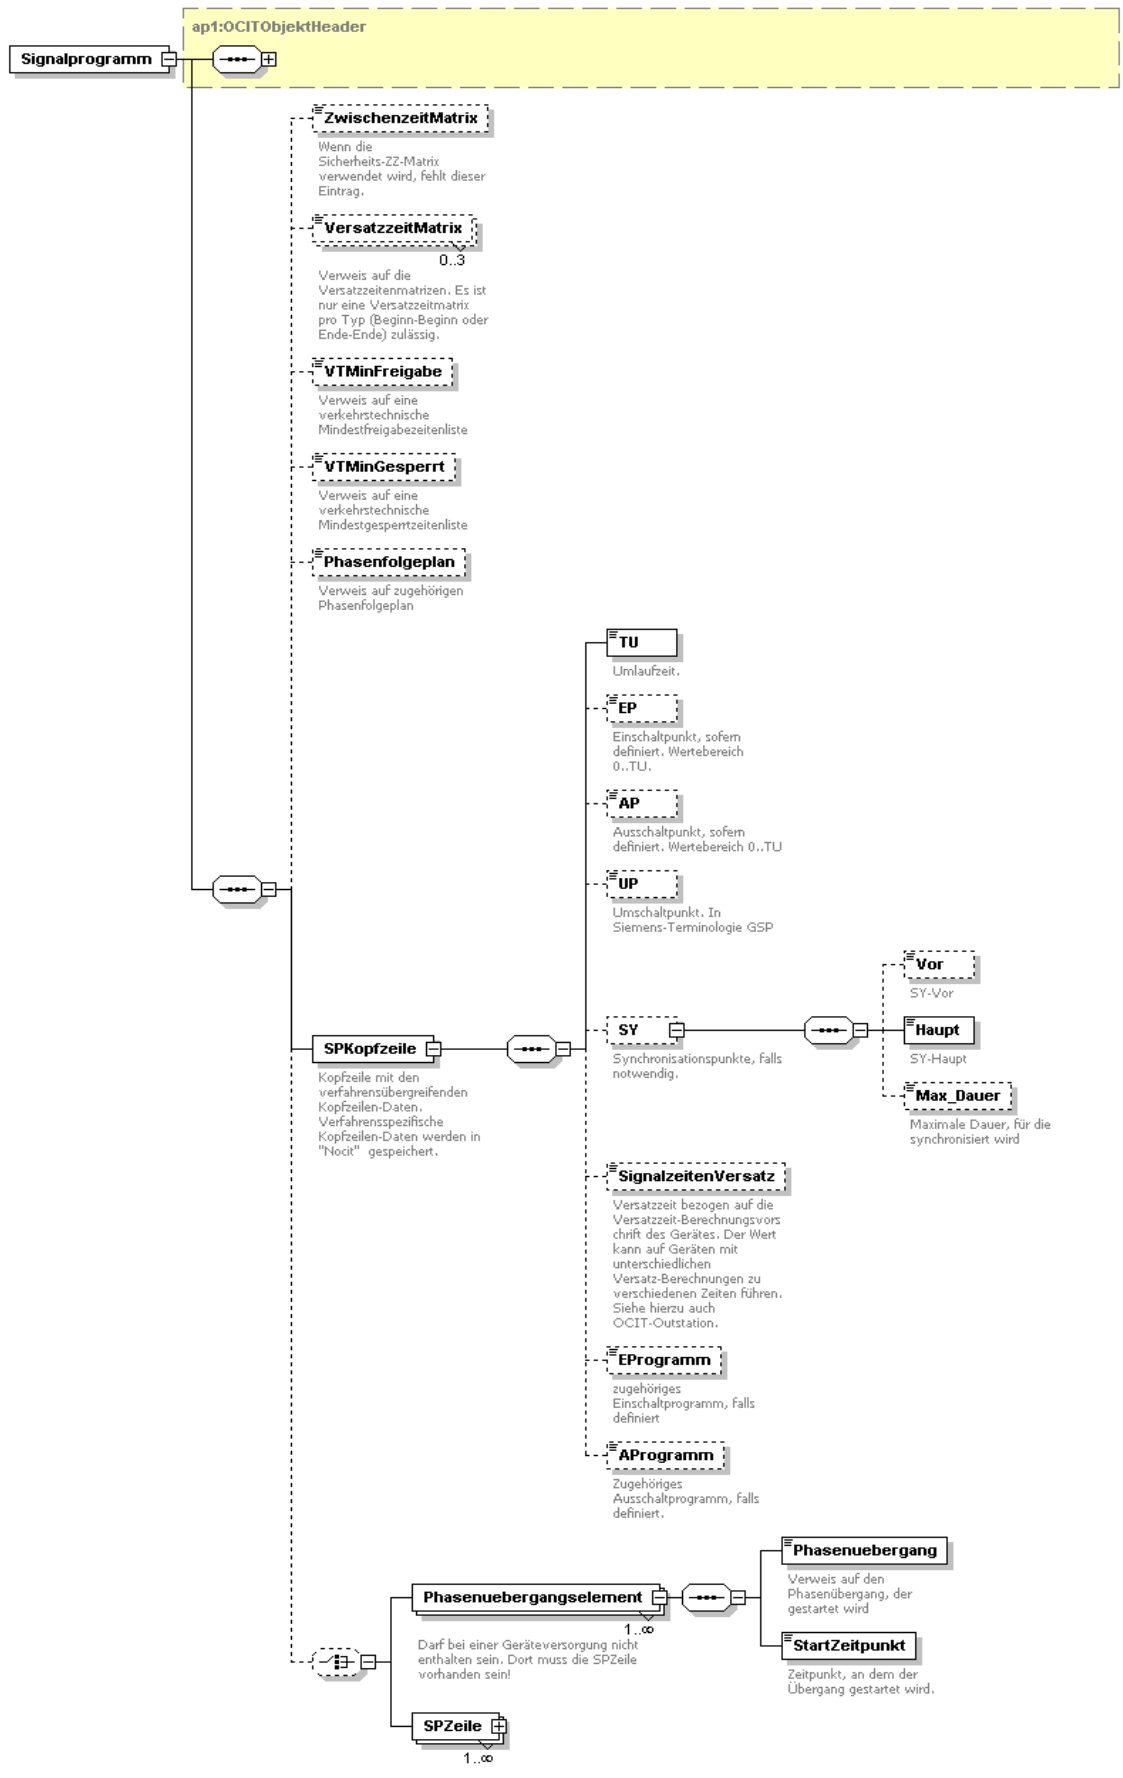 ap1:OCITObjektHeader
Signalprogramm
ZwischenzeitMatrix
Wenn die
Sicherheits-ZZ-Matrix
verwendet wird, fehlt dieser
Eintrag.
VersatzzeitMatrix
0..3
Verweis auf die
Versatzzeitenmatrizen. Es ist
nur eine Versatzzeitmatrix
pro Typ (Beginn-Beginn oder
Ende-Ende) zulässig.
VTMinFreigabe
Verweis auf eine
verkehrstechnische
Mindestfreigabezeitenliste
VTMinGesperrt
Verweis auf eine
verkehrstechnische
Mindestgesperrtzeitenliste
Phasenfolgeplan
Verweis auf zugehörigen
Phasenfolgeplan
TU
Umlaufzeit.
EP
Einschaltpunkt, sofern
definiert. Wertebereich
0..TU.
AP
Ausschaltpunkt, sofern
definiert. Wertebereich 0..TU
UP
Umschaltpunkt. In
Siemens-Terminologie GSP
Vor
SY-Vor
SY
Synchronisationspunkte, falls
notwendig.
Haupt
SY-Haupt
Max_Dauer
Maximale Dauer, für die
synchronisiert wird
SPKopfzeile
Kopfzeile mit den
verfahrensübergreifenden
Kopfzeilen-Daten.
Verfahrensspezifische
Kopfzeilen-Daten werden in
"Nocit" gespeichert.
SignalzeitenVersatz
Versatzzeit bezogen auf die
Versatzzeit-Berechnungsvors
chrift des Gerätes. Der Wert
kann auf Geräten mit
unterschiedlichen
Versatz-Berechnungen zu
verschiedenen Zeiten führen.
Siehe hierzu auch
OCIT-Outstation.
EProgramm
zugehöriges
Einschaltprogramm, falls
definiert
AProgramm
Zugehöriges
Ausschaltprogramm, falls
definiert.
Phasenuebergangselement
1..∞
Darf bei einer Geräteversorgung nicht
enthalten sein. Dort muss die SPZeile
vorhanden sein!
Phasenuebergang
Verweis auf den
Phasenübergang, der
gestartet wird
StartZeitpunkt
Zeitpunkt, an dem der
Übergang gestartet wird.
SPZeile
1..∞